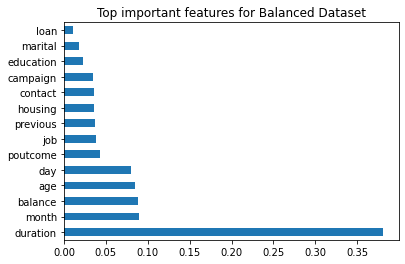 Top important features for Balanced Dataset
loan
marital
education
campaign
contact
housing
previous
job
poutcome
day
age
balance
month
duration
0.00 0.05 0.10 0.15 0.20 0.25 0.30 0.35